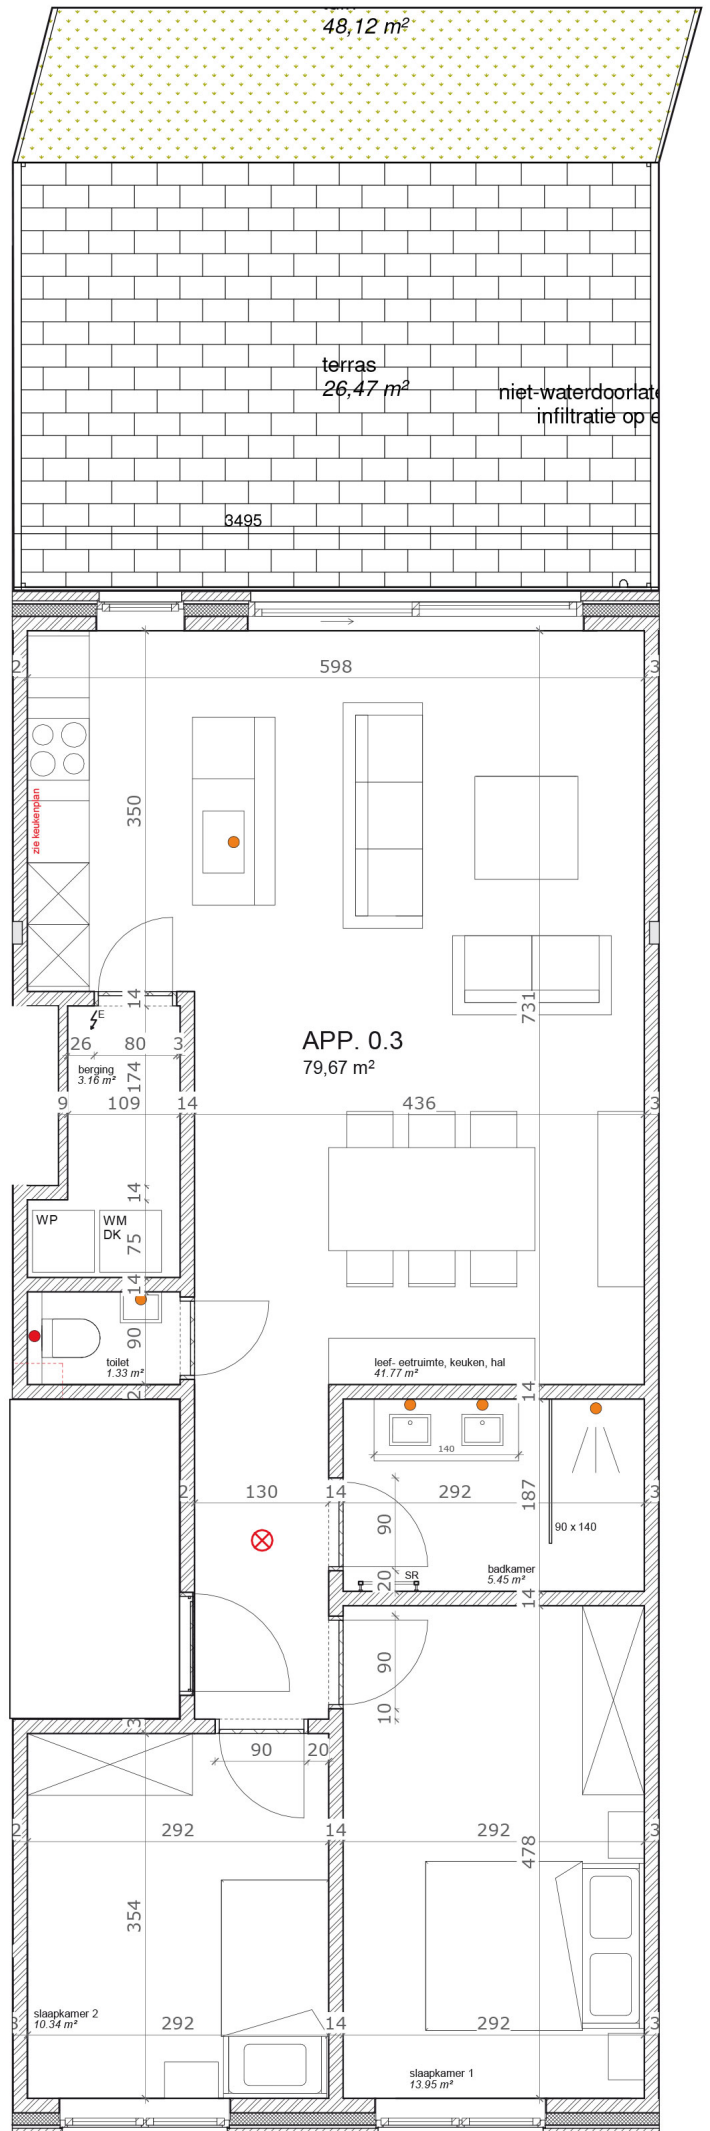 48,12 m²
terras
26,47 m²
niet-waterdoorlate
infiltratie op e
3495
2
598
3
350
zie keukenplan
731
14
E
26
80
3
APP. 0.3
79,67 m²
berging
3.16 m²
174
9
109
14
436
3
14
WP
WM
DK
75
14
90
toilet
1.33 m²
leef- eetruimte, keuken, hal
41.77 m²
2
14
140
2
130
14
292
187
3
90
90 x 140
badkamer
5.45 m²
20
SR
14
90
10
3
90
20
2
292
14
292
3
478
354
slaapkamer 2
10.34 m²
3
292
14
292
3
slaapkamer 1
13.95 m²